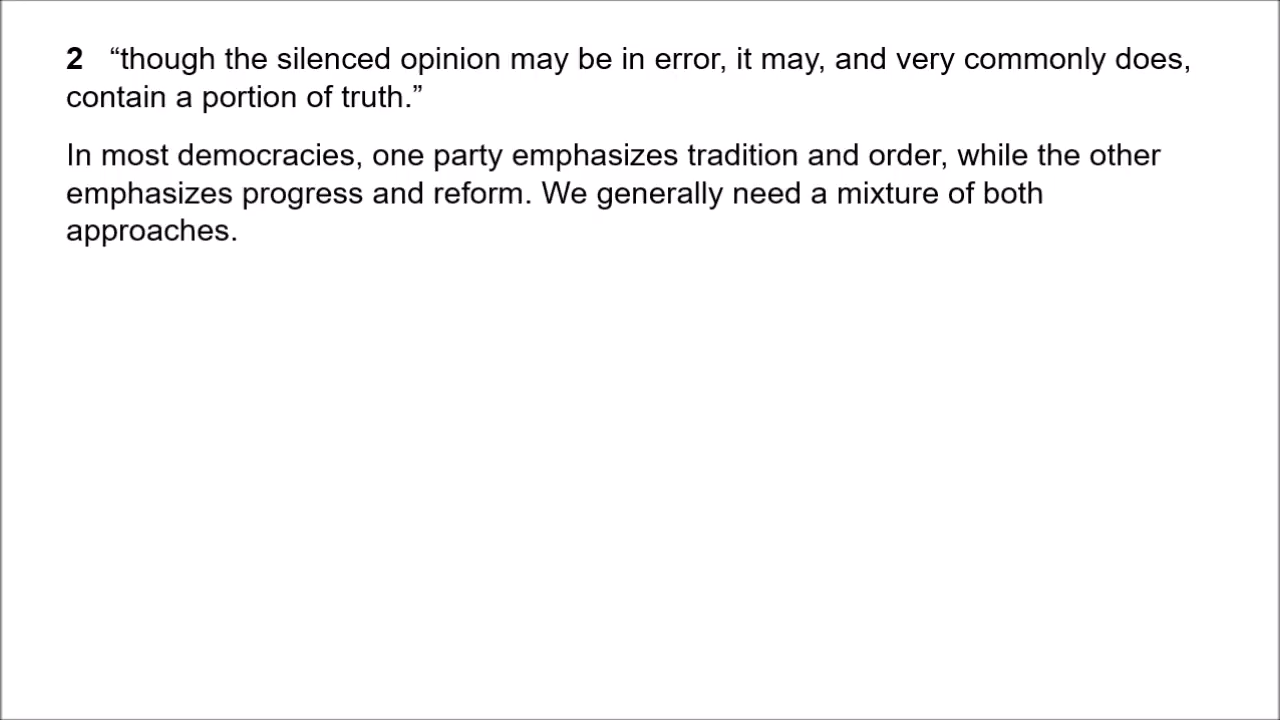 2 “though the silenced opinion may be in error, it may, and very commonly does,
contain a portion of truth.”
In most democracies, one party emphasizes tradition and order, while the other
emphasizes progress and reform. We generally need a mixture of both
approaches.